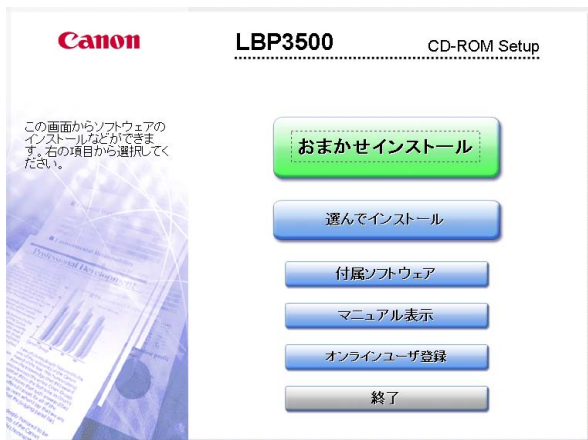 Canon
LBP3500
CD-ROM Setup
この画面からソフトウェアの
インストールなどができま
す。右の項目から選択してく
ださい。
おまかせインストール
選んでインストール
付属ソフトウェア
マニュアル表示
オンラインユーザ登録
終了
Professional Development